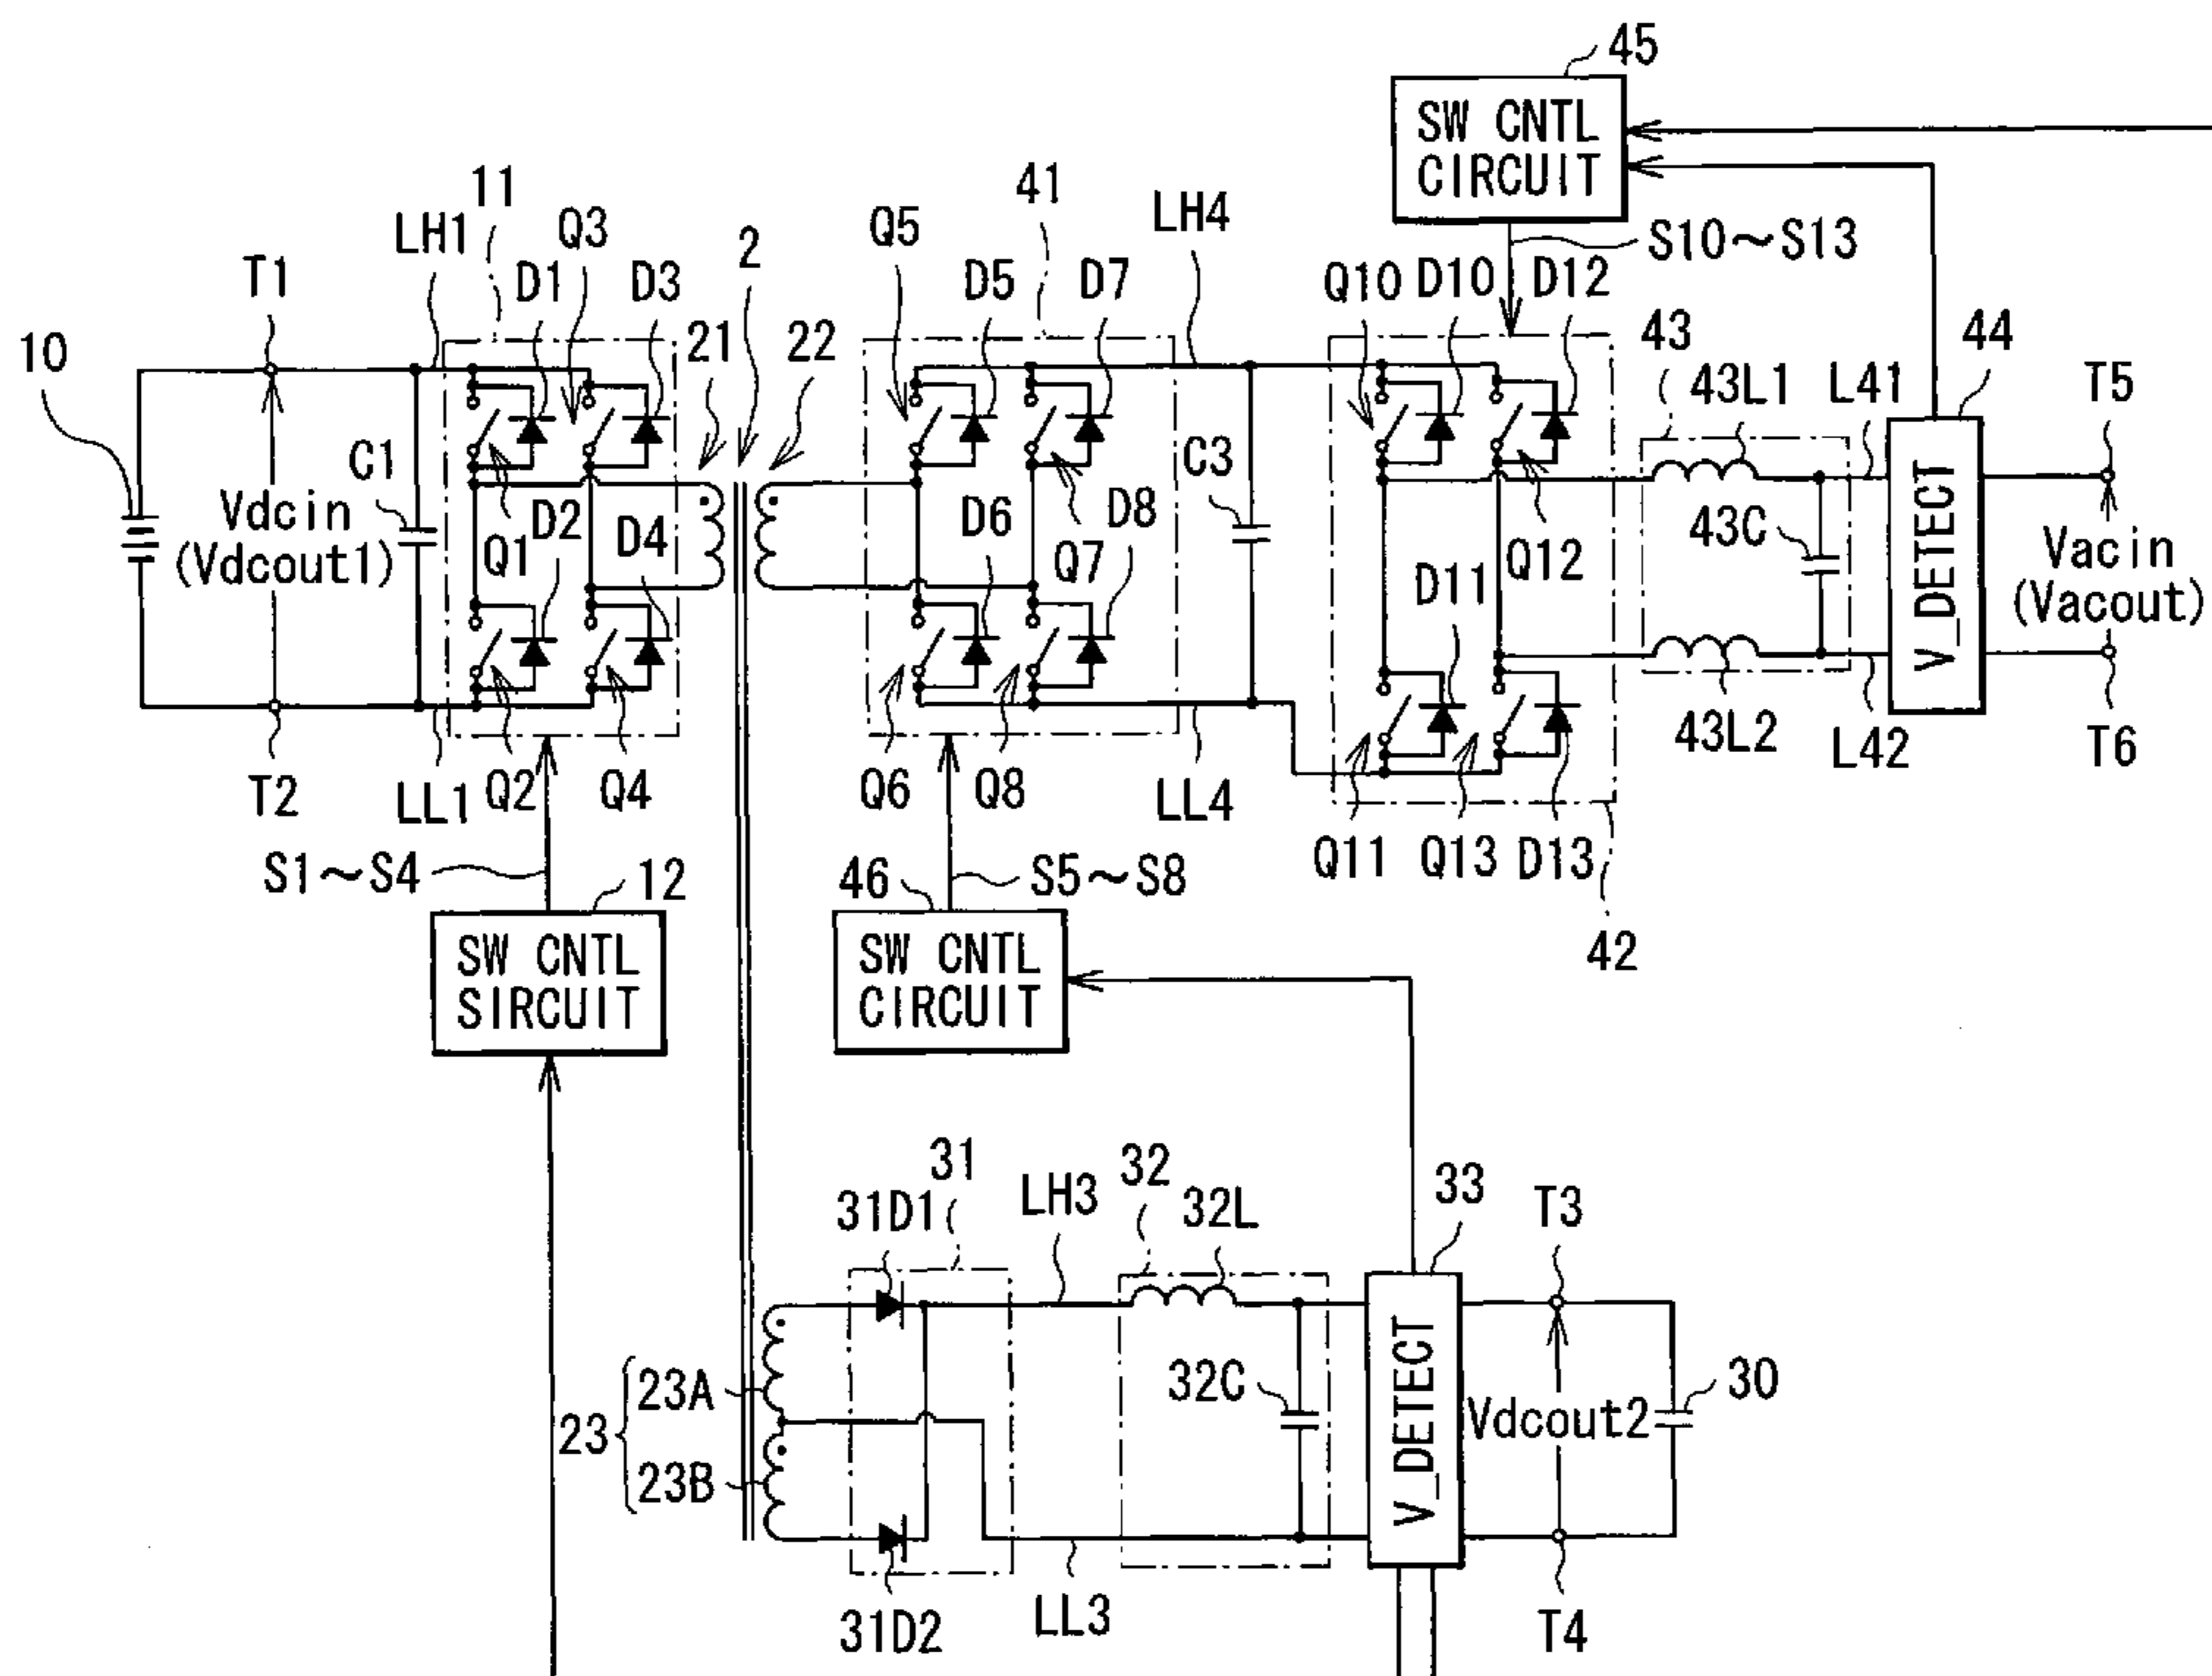 45
SW CNTL
CIRCUIT
11
41
LH4
S10～S13
LH1
Q3
2
Q5
T1
D1
D3
D5
D7
Q10
D10
D12
10
21
22
43
43L1
L41
44
T5
C1
Vdcin
(Vdcout1)
Q1
D2
D4
D6
D8
Q7
C3
D11
Q12
43C
V_DETECT
Vacin
(Vacout)
T2
LL1
Q2
Q4
Q6
Q8
LL4
43L2
L42
T6
Q11
Q13
D13
S1～S4
12
46
S5～S8
42
SW CNTL
SIRCUIT
SW CNTL
CIRCUIT
31
31D1
LH3
32
32L
33
T3
23
23A
23B
32C
V_DETECT
Vdcout2
30
31D2
LL3
T4